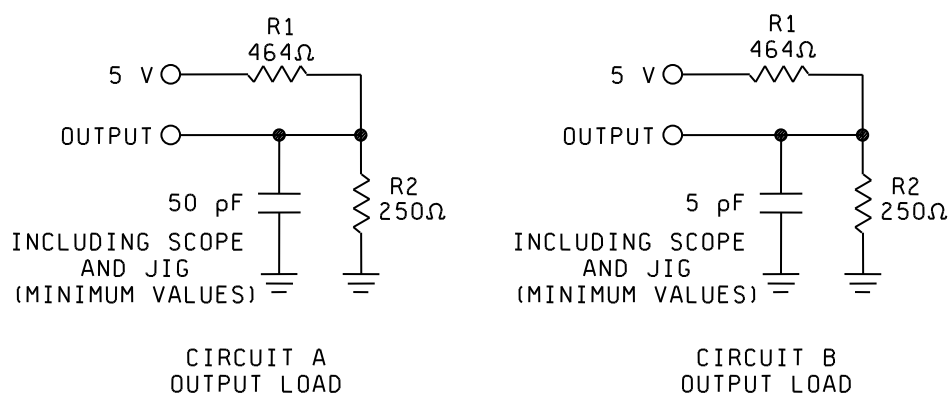 R1
464Ω
5 V
OUTPUT
50 pF
R2
250Ω
INCLUDING SCOPE
AND JIG
(MINIMUM VALUES)
CIRCUIT A
OUTPUT LOAD
R1
464Ω
5 V
OUTPUT
5 pF
R2
250Ω
INCLUDING SCOPE
AND JIG
(MINIMUM VALUES)
CIRCUIT B
OUTPUT LOAD